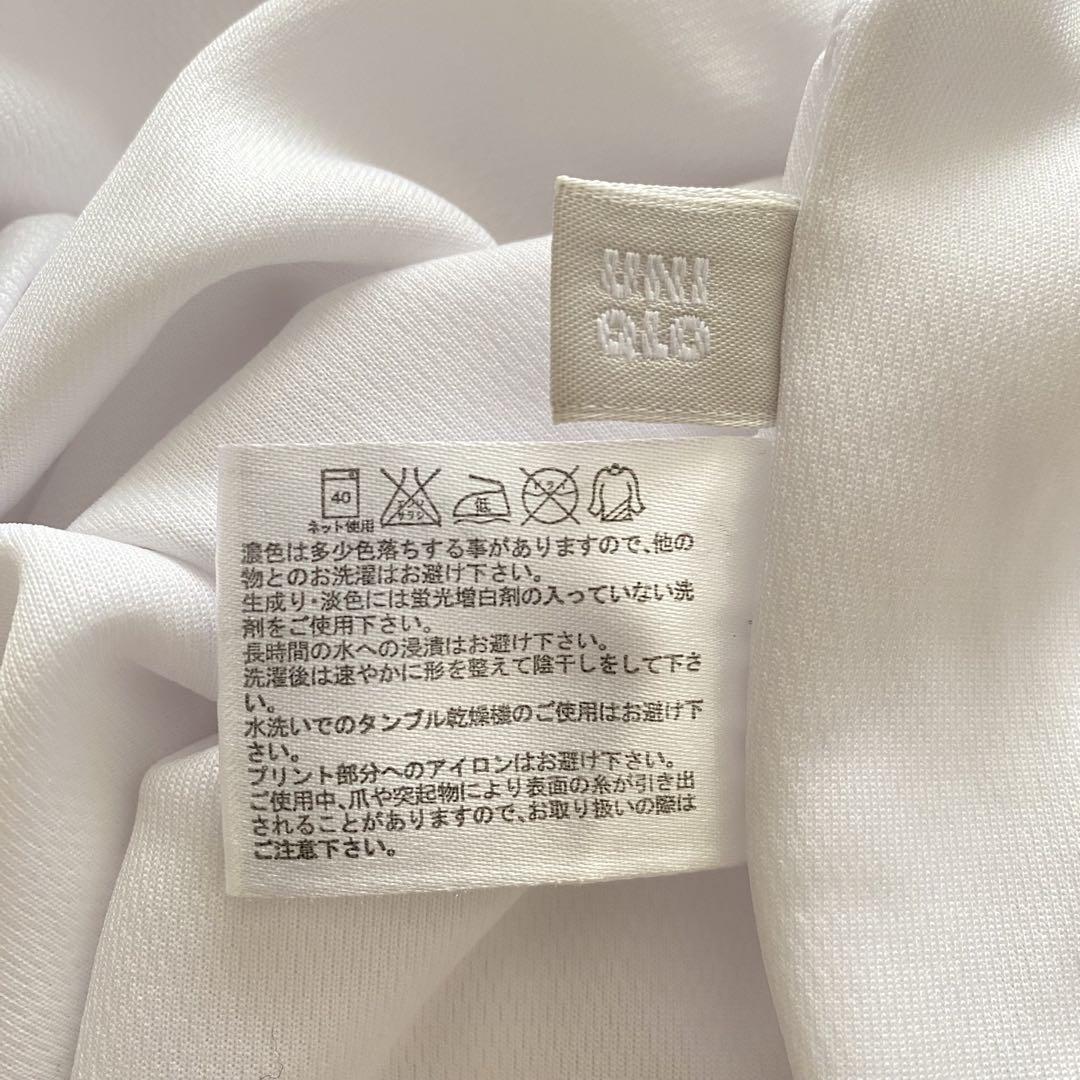 UNI
QLO
40 エンソ サラシ 低 ドライ
ネット使用
濃色は多少色落ちする事がありますので、他の
物とのお洗濯はお避け下さい。
生成り・淡色には蛍光増白剤の入っていない洗
剤をご使用下さい。
長時間の水への浸漬はお避け下さい。
洗濯後は速やかに形を整えて陰干しをして下さ
い。
水洗いでのタンブル乾燥機のご使用はお避け下
さい。
プリント部分へのアイロンはお避け下さい。
ご使用中、爪や突起物により表面の糸が引き出
されることがありますので、お取り扱いの際は
ご注意下さい。